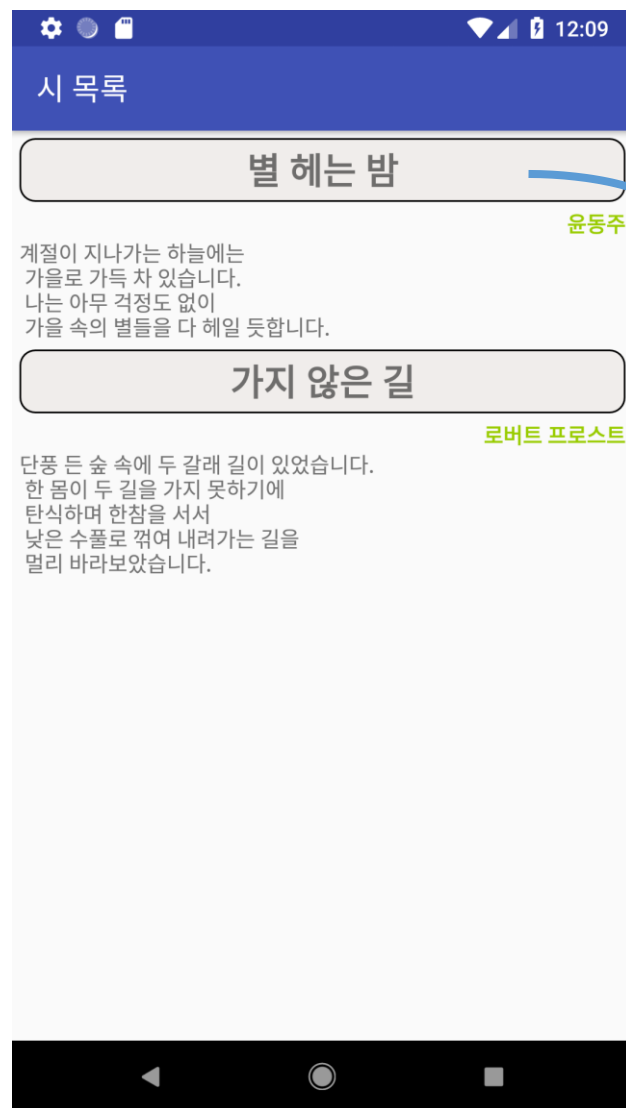 12:09
시 목록
별 헤는 밤
윤동주
계절이 지나가는 하늘에는
가을로 가득 차 있습니다.
나는 아무 걱정도 없이
가을 속의 별들을 다 헤일 듯합니다.
가지 않은 길
로버트 프로스트
단풍 든 숲 속에 두 갈래 길이 있었습니다.
한 몸이 두 길을 가지 못하기에
탄식하며 한참을 서서
낮은 수풀로 꺾여 내려가는 길을
멀리 바라보았습니다.